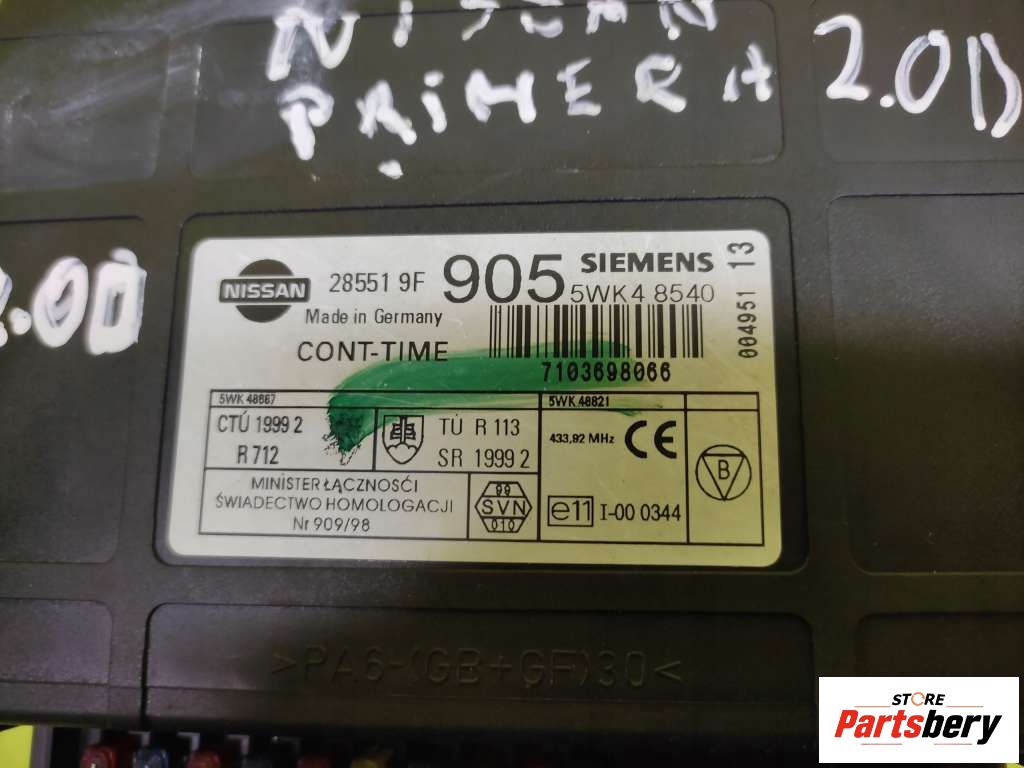 NISSAN
PRIMERA 2.0D
2.0D
NISSAN
28551 9F 905
SIEMENS
5WK4 8540
004951 13
Made in Germany
CONT-TIME
7103698066
5WK 48667
CTÚ 1999 2
R 712
TÚ R 113
SR 1999 2
MINISTER ŁĄCZNOŚCI
ŚWIADECTWO HOMOLOGACJI
Nr 909/98
99
SVN
010
5WK 48821
433,92 MHz CE
e11 I-00 0344
B
>PA6-(GB+GF)30<
STORE
Partsbery